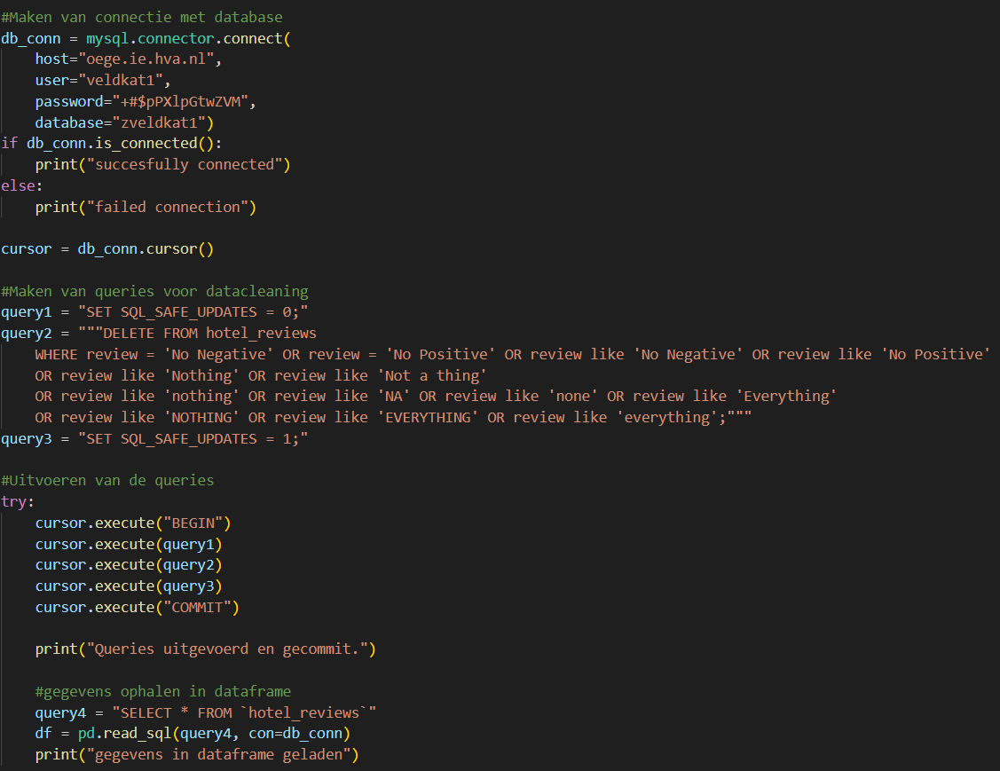 #Maken van connectie met database
db_conn = mysql.connector.connect(
    host="oege.ie.hva.nl",
    user="veldkat1",
    password="+#$pPXlpGtwZVM",
    database="zveldkat1")
if db_conn.is_connected():
    print("succesfully connected")
else:
    print("failed connection")

cursor = db_conn.cursor()

#Maken van queries voor datacleaning
query1 = "SET SQL_SAFE_UPDATES = 0;"
query2 = """DELETE FROM hotel_reviews
    WHERE review = 'No Negative' OR review = 'No Positive' OR review like 'No Negative' OR review like 'No Positive'
    OR review like 'Nothing' OR review like 'Not a thing'
    OR review like 'nothing' OR review like 'NA' OR review like 'none' OR review like 'Everything'
    OR review like 'NOTHING' OR review like 'EVERYTHING' OR review like 'everything';"""
query3 = "SET SQL_SAFE_UPDATES = 1;"

#Uitvoeren van de queries
try:
    cursor.execute("BEGIN")
    cursor.execute(query1)
    cursor.execute(query2)
    cursor.execute(query3)
    cursor.execute("COMMIT")

    print("Queries uitgevoerd en gecommit.")

    #gegevens ophalen in dataframe
    query4 = "SELECT * FROM `hotel_reviews`"
    df = pd.read_sql(query4, con=db_conn)
    print("gegevens in dataframe geladen")